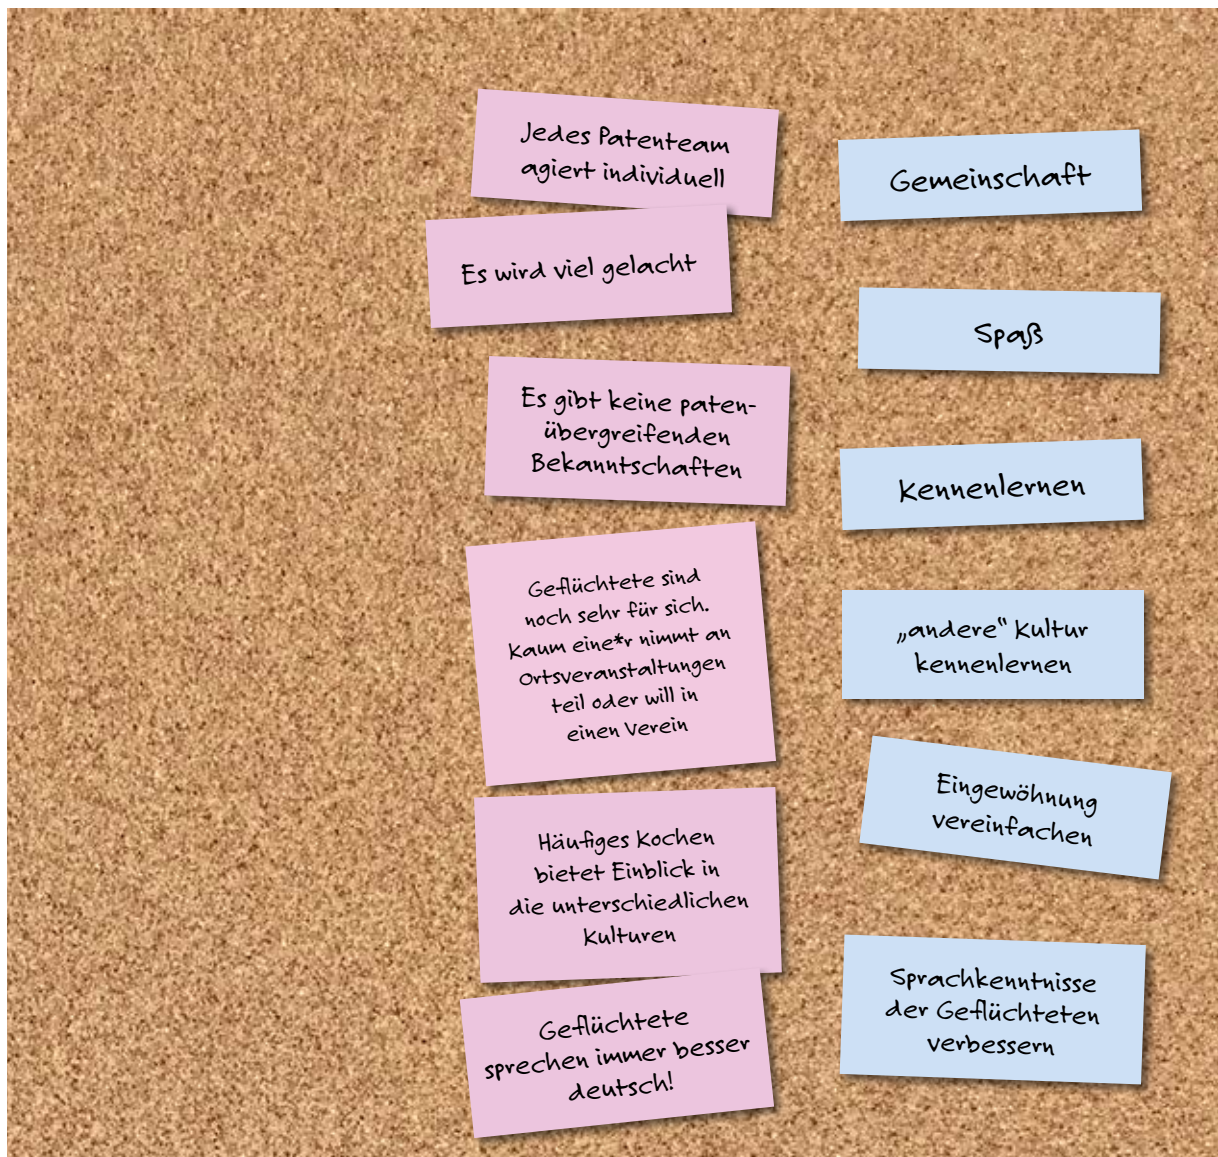 Jedes Patenteam
agiert individuell
Es wird viel gelacht
Es gibt keine paten-
übergreifenden
Bekanntschaften
Geflüchtete sind
noch sehr für sich.
Kaum eine*r nimmt an
Ortsveranstaltungen
teil oder will in
einen Verein
Häufiges Kochen
bietet Einblick in
die unterschiedlichen
Kulturen
Geflüchtete
sprechen immer besser
deutsch!
Gemeinschaft
Spaß
Kennenlernen
„andere“ Kultur
kennenlernen
Eingewöhnung
vereinfachen
Sprachkenntnisse
der Geflüchteten
verbessern